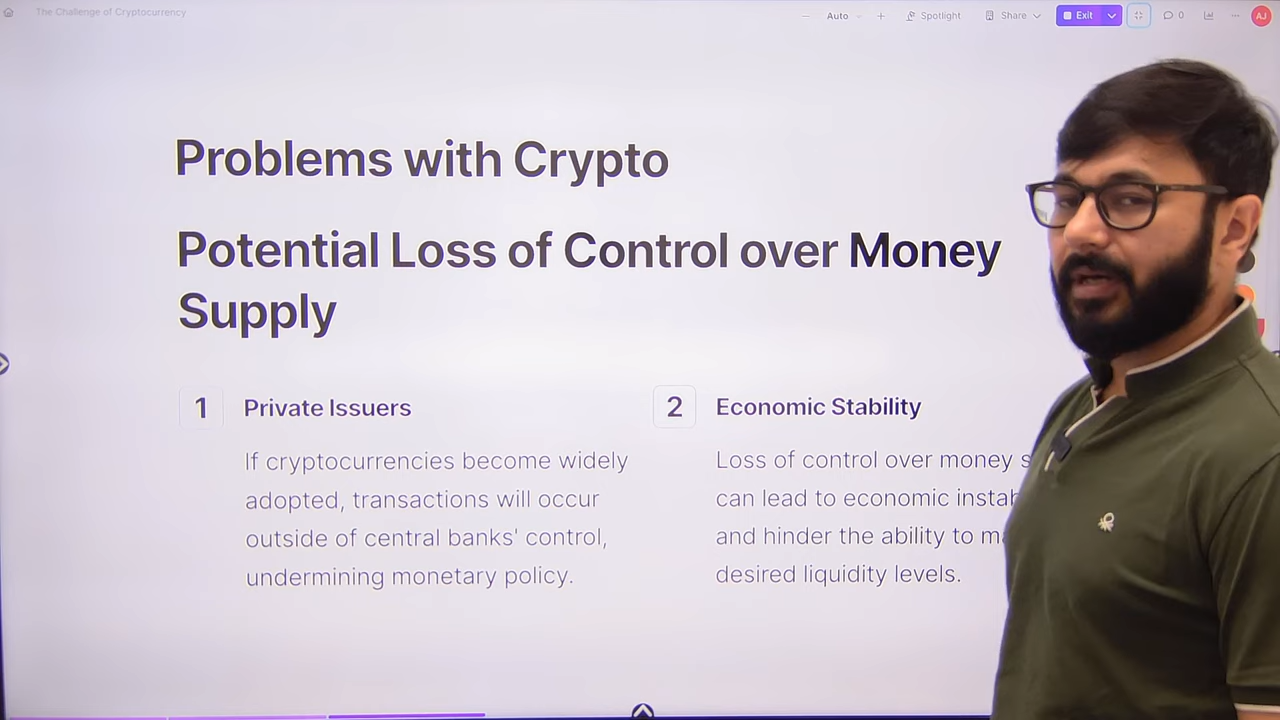 The Challenge of Cryptocurrency
Auto
Spotlight
Share
Exit
0
AJ
Problems with Crypto
Potential Loss of Control over Money
Supply
1 Private Issuers
If cryptocurrencies become widely
adopted, transactions will occur
outside of central banks' control,
undermining monetary policy.
2 Economic Stability
Loss of control over money
can lead to economic
and hinder the ability to
desired liquidity levels.